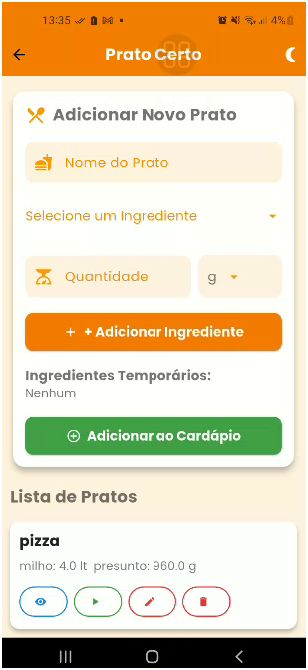 13:35 4%
Prato Certo
Adicionar Novo Prato
Nome do Prato
Selecione um Ingrediente
Quantidade g
+ + Adicionar Ingrediente
Ingredientes Temporários:
Nenhum
Adicionar ao Cardápio
Lista de Pratos
pizza
milho: 4.0 lt presunto: 960.0 g